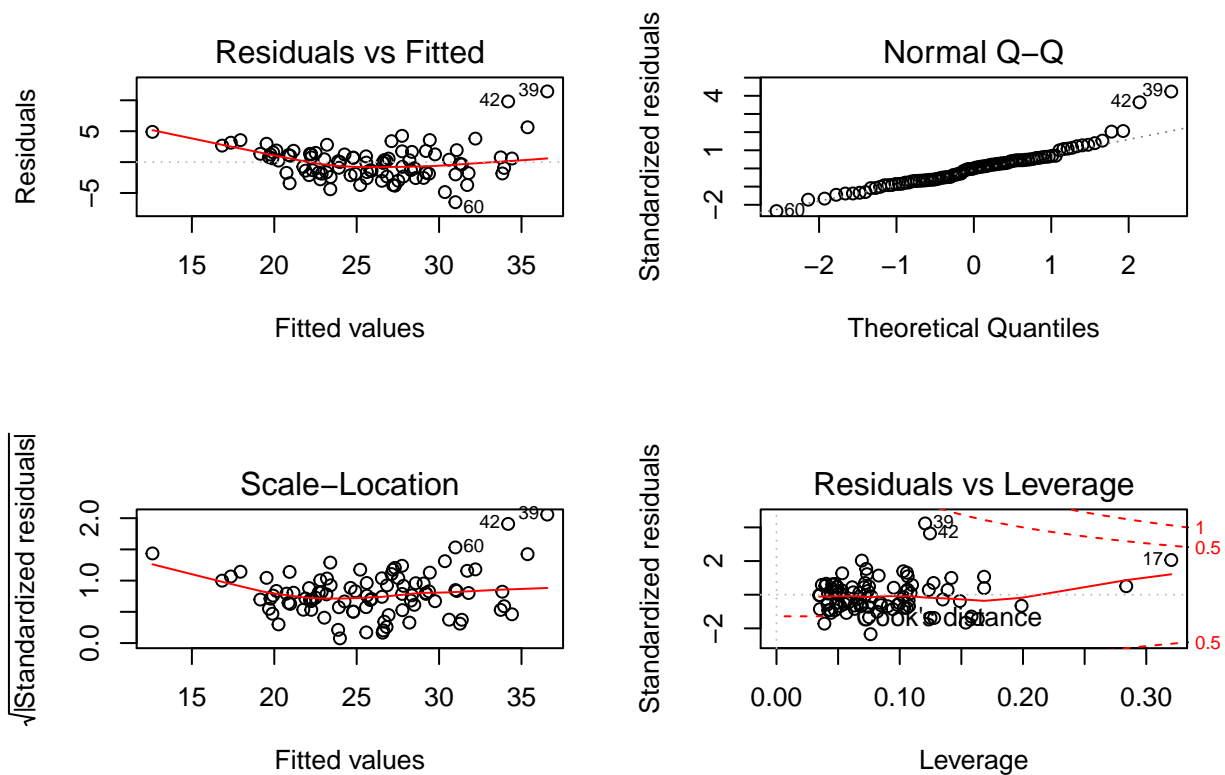 Residuals vs Fitted
Residuals
5
−5
39
42
60
15 20 25 30 35
Fitted values
Normal Q−Q
Standardized residuals
4
1
−2
39
42
60
−2 −1 0 1 2
Theoretical Quantiles
Scale−Location
√|Standardized residuals|
2.0
1.0
0.0
39
42
60
15 20 25 30 35
Fitted values
Residuals vs Leverage
Standardized residuals
2
−2
39
42
17
1
0.5
0.5
Cook's distance
0.00 0.10 0.20 0.30
Leverage